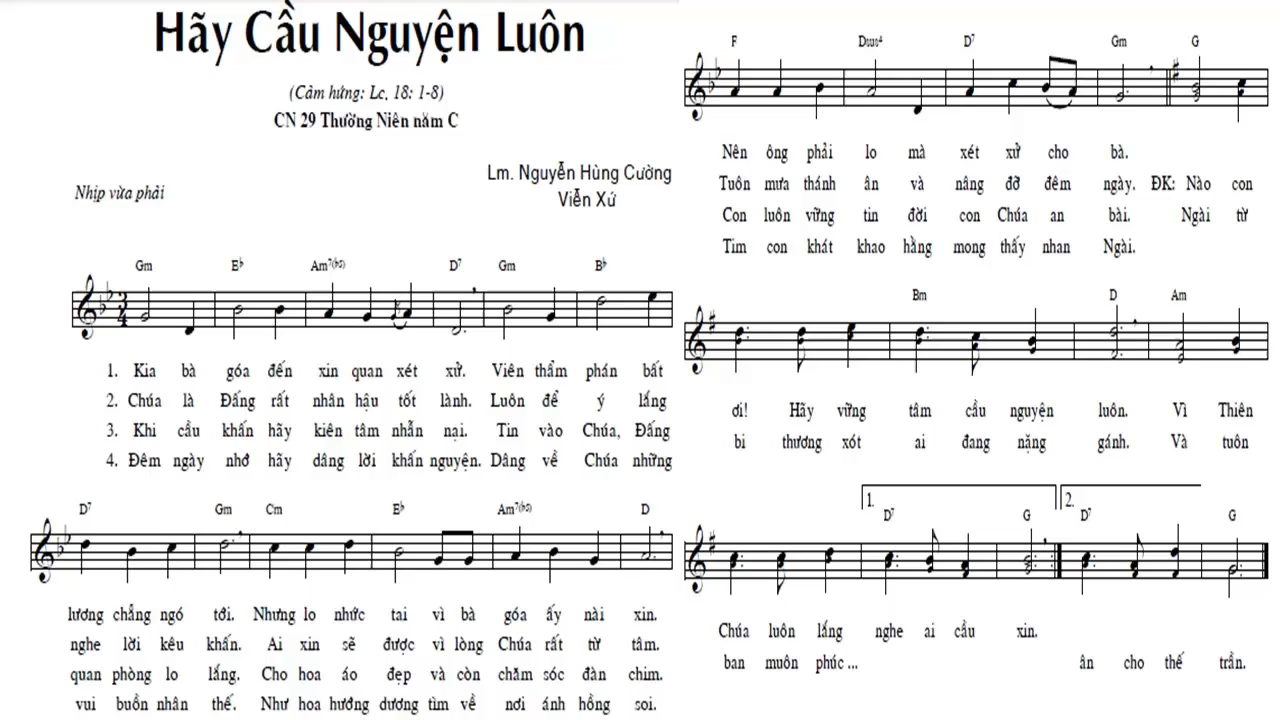 Hãy Cầu Nguyện Luôn
(Cảm hứng: Lc. 18: 1-8)
CN 29 Thường Niên năm C
Lm. Nguyễn Hùng Cường
Viễn Xứ
Nhịp vừa phải
Gm E♭ Am7(b5) D7 Gm B♭
1. Kia bà góa đến xin quan xét xử. Viên thẩm phán bất
2. Chúa là Đấng rất nhân hậu tốt lành. Luôn để ý lắng
3. Khi cầu khấn hãy kiên tâm nhẫn nại. Tin vào Chúa, Đấng
4. Đêm ngày nhớ hãy dâng lời khấn nguyện. Dâng về Chúa những
D7 Gm Cm E♭ Am7(b5) D
lương chẳng ngó tới. Nhưng lo nhức tai vì bà góa ấy nài xin.
nghe lời kêu khấn. Ai xin sẽ được vì lòng Chúa rất từ tâm.
quan phòng lo lắng. Cho hoa áo đẹp và còn chăm sóc đàn chim.
vui buồn nhân thế. Như hoa hướng dương tìm về nơi ánh hồng soi.
F Dsus4 D7 Gm G
Nên ông phải lo mà xét xử cho bà.
Tuôn mưa thánh ân và nâng đỡ đêm ngày. ĐK: Nào con
Con luôn vững tin đời con Chúa an bài. Ngài từ
Tim con khát khao hằng mong thấy nhan Ngài.
Bm D Am
ơi! Hãy vững tâm cầu nguyện luôn. Vì Thiên
bi thương xót ai đang nặng gánh. Và tuôn
1. 2.
D7 G D7 G
Chúa luôn lắng nghe ai cầu xin.
ban muôn phúc... ân cho thế trần.